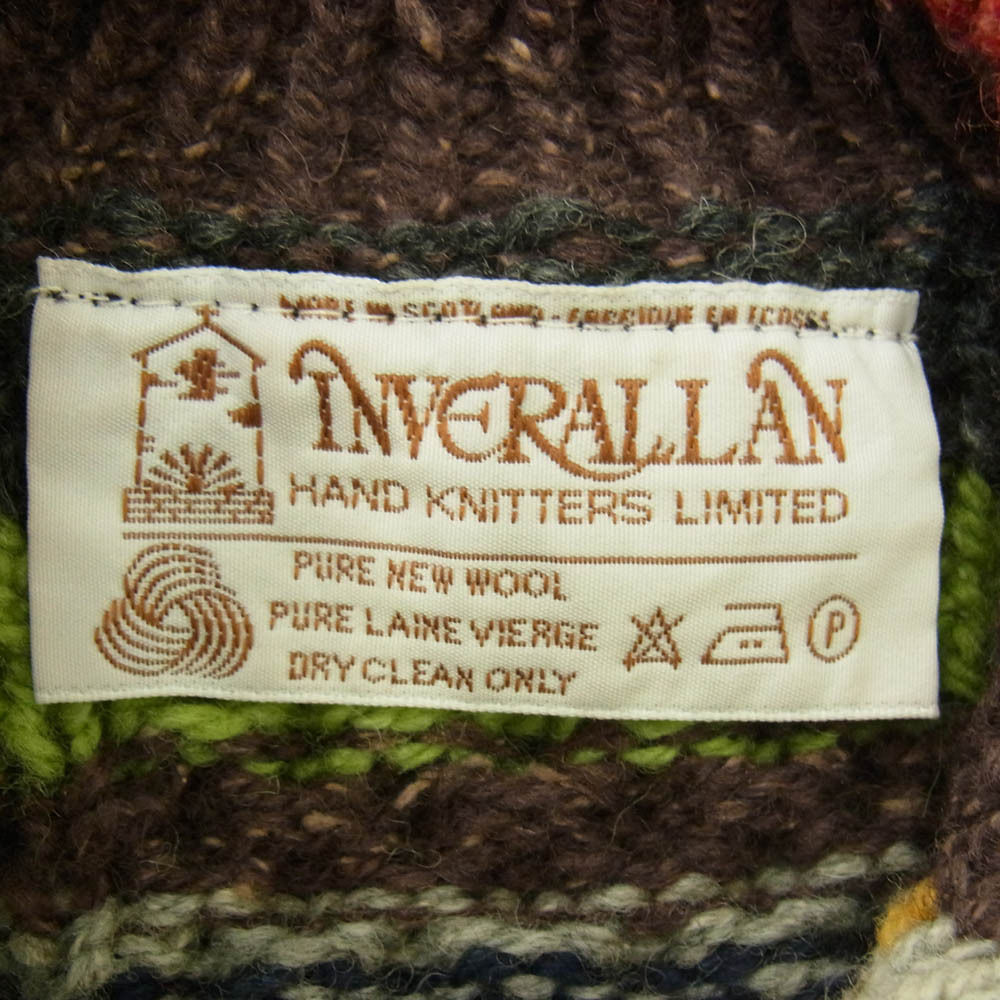 MADE IN SCOTLAND - FABRIQUE EN ECOSSE
INVERALLAN
HAND KNITTERS LIMITED
PURE NEW WOOL
PURE LAINE VIERGE
DRY CLEAN ONLY
P